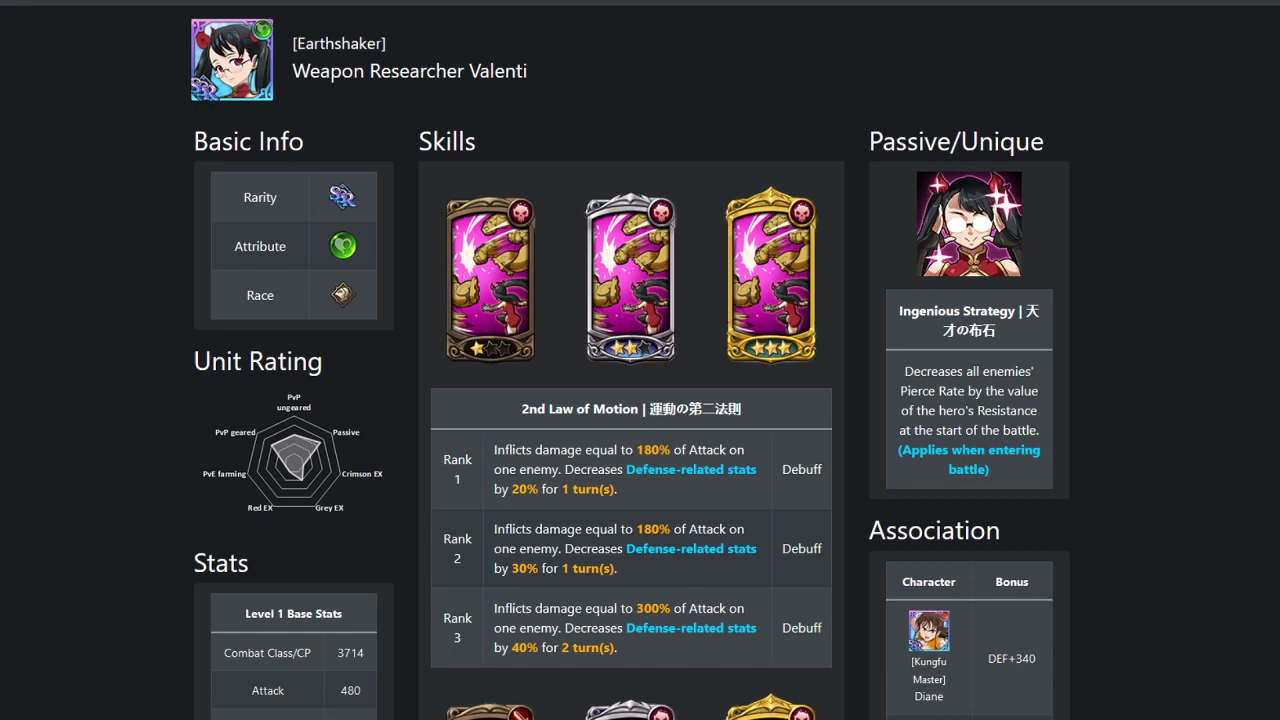 [Earthshaker]
Weapon Researcher Valenti
Basic Info
Rarity
Attribute
Race
Unit Rating
PvP
ungeared
PvP geared
Passive
PvE farming
Crimson EX
Red EX
Grey EX
Stats
Level 1 Base Stats
Combat Class/CP 3714
Attack 480
Skills
2nd Law of Motion | 運動の第二法則
Rank
1
Inflicts damage equal to 180% of Attack on
one enemy. Decreases Defense-related stats
by 20% for 1 turn(s).
Debuff
Rank
2
Inflicts damage equal to 180% of Attack on
one enemy. Decreases Defense-related stats
by 30% for 1 turn(s).
Debuff
Rank
3
Inflicts damage equal to 300% of Attack on
one enemy. Decreases Defense-related stats
by 40% for 2 turn(s).
Debuff
Passive/Unique
Ingenious Strategy | 天
才の布石
Decreases all enemies'
Pierce Rate by the value
of the hero's Resistance
at the start of the battle.
(Applies when entering
battle)
Association
Character Bonus
[Kungfu
Master]
Diane
DEF+340